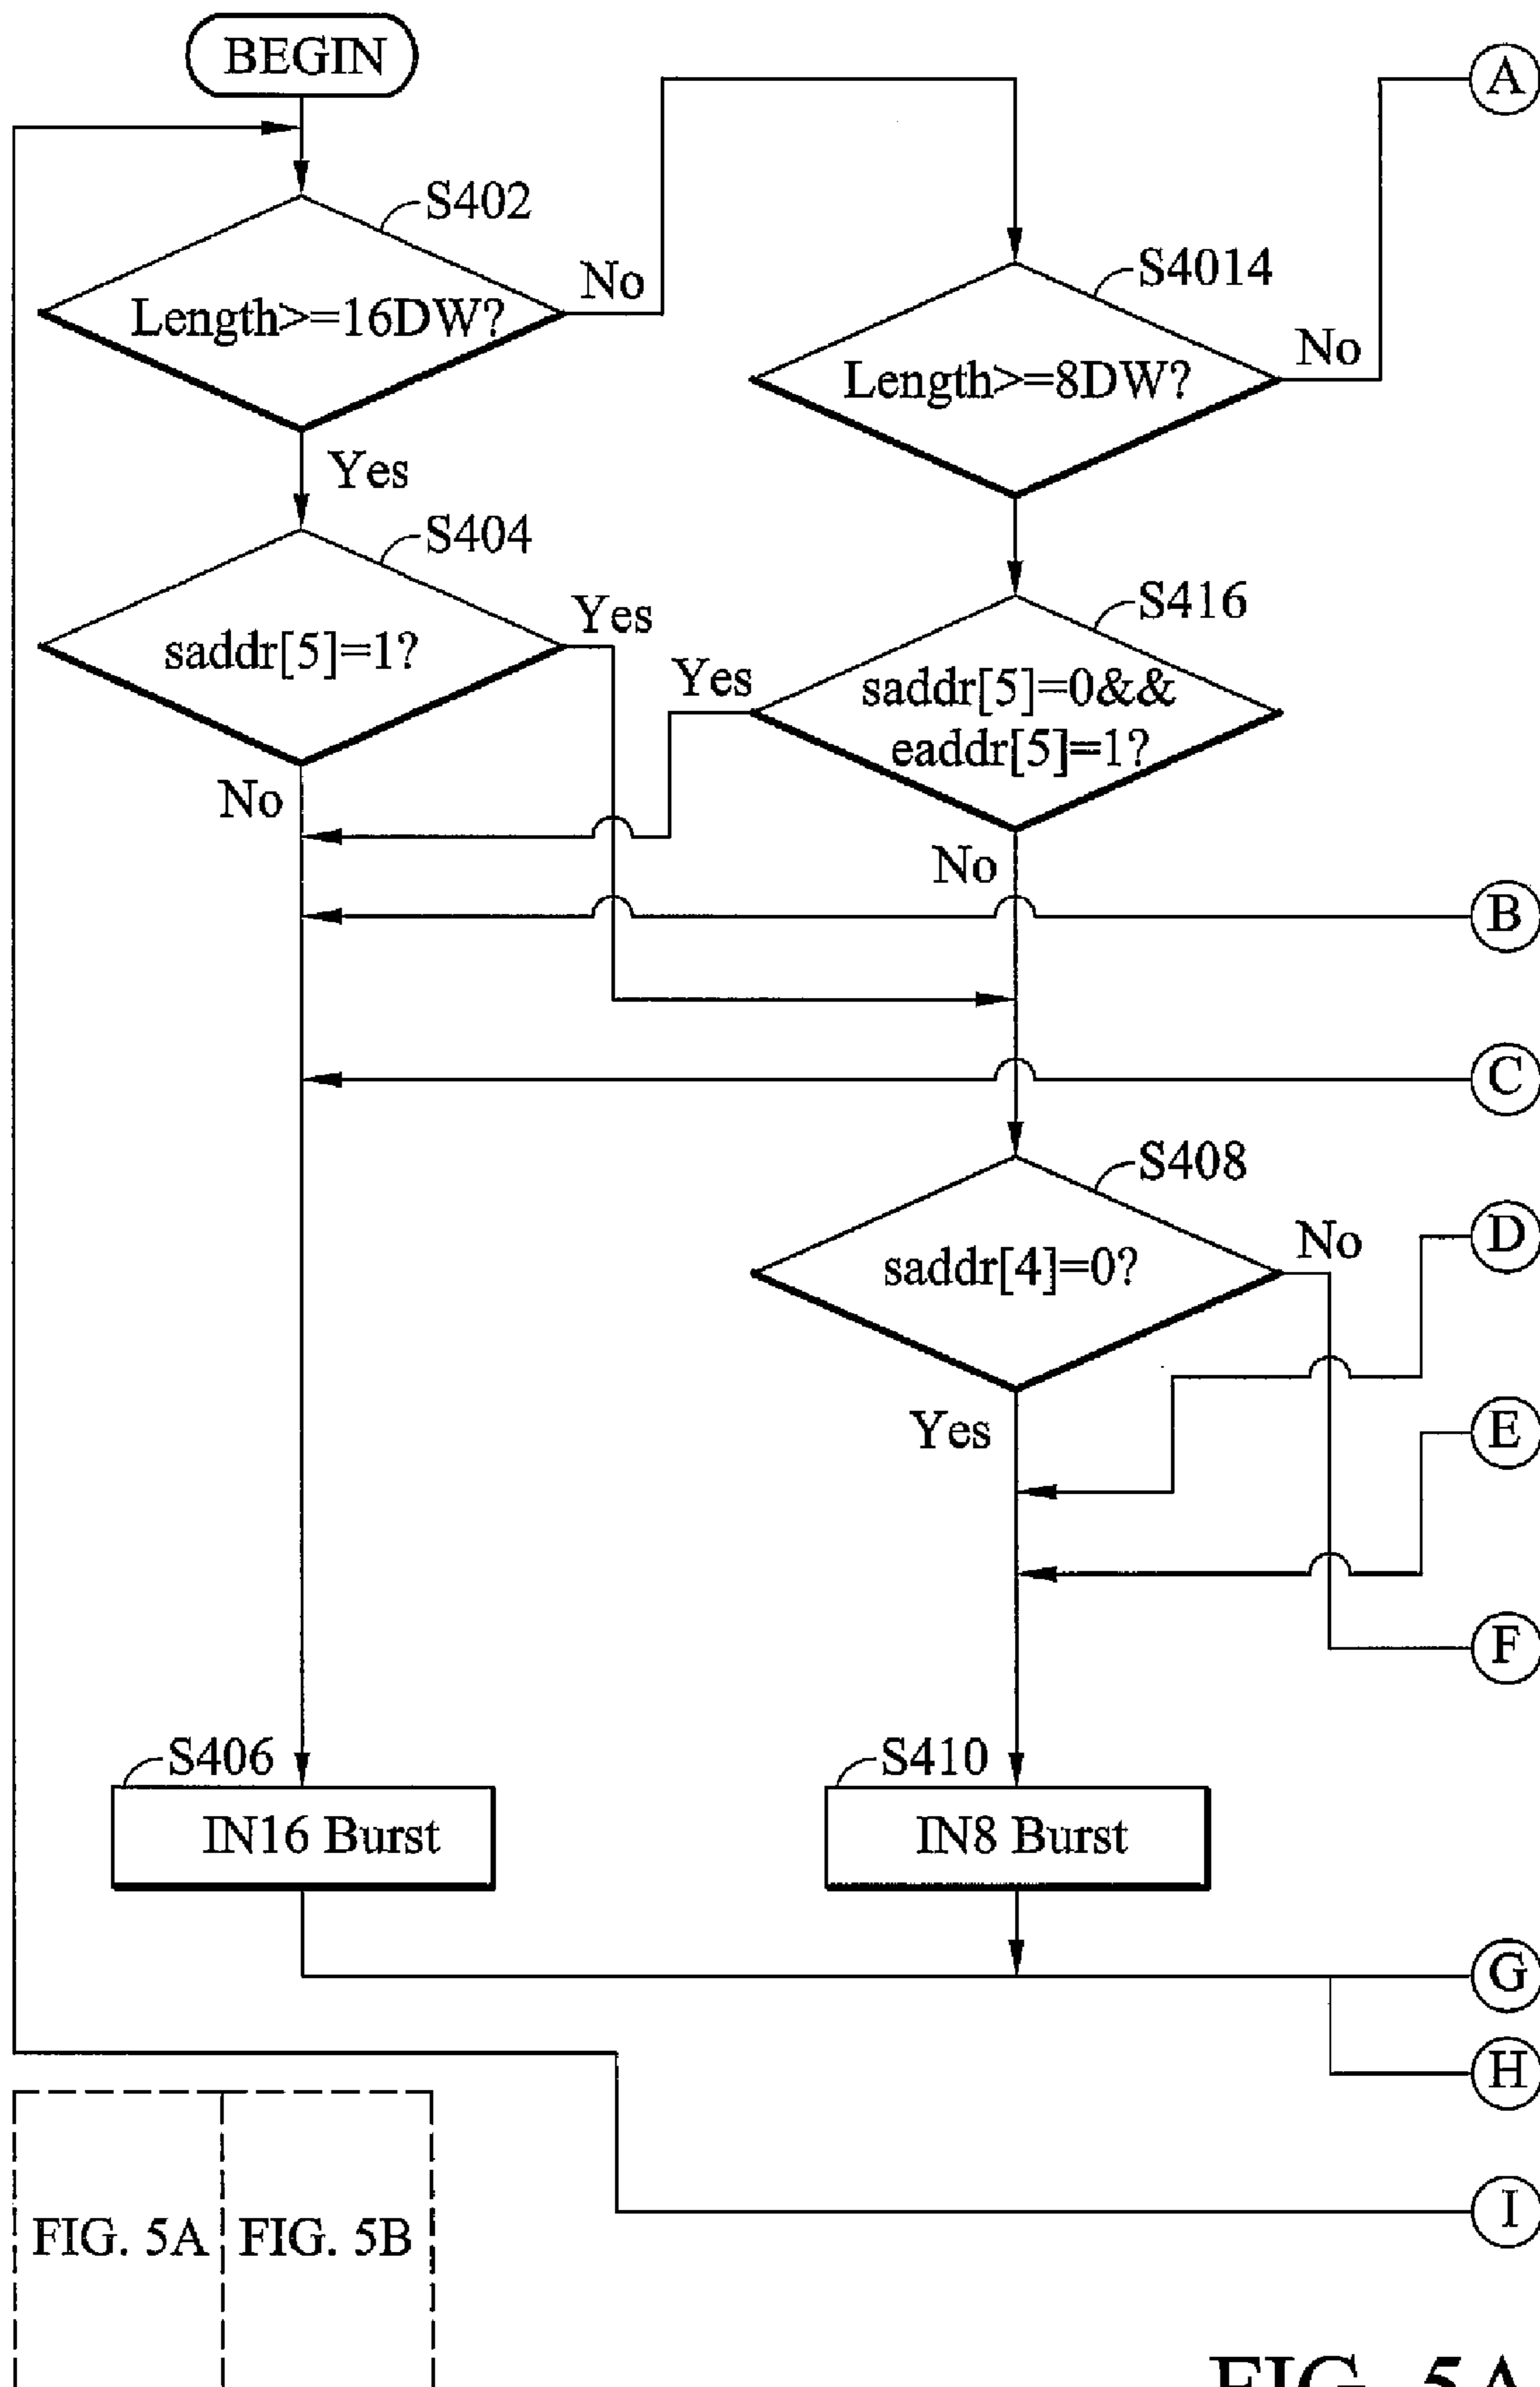 BEGIN
A
S402
Length>=16DW?
No
S4014
Length>=8DW?
No
Yes
S404
saddr[5]=1?
Yes
S416
saddr[5]=0&&
eaddr[5]=1?
Yes
No
No
B
C
S408
saddr[4]=0?
No
D
Yes
E
F
S406
IN16 Burst
S410
IN8 Burst
G
H
I
FIG. 5A
FIG. 5B
FIG. 5A